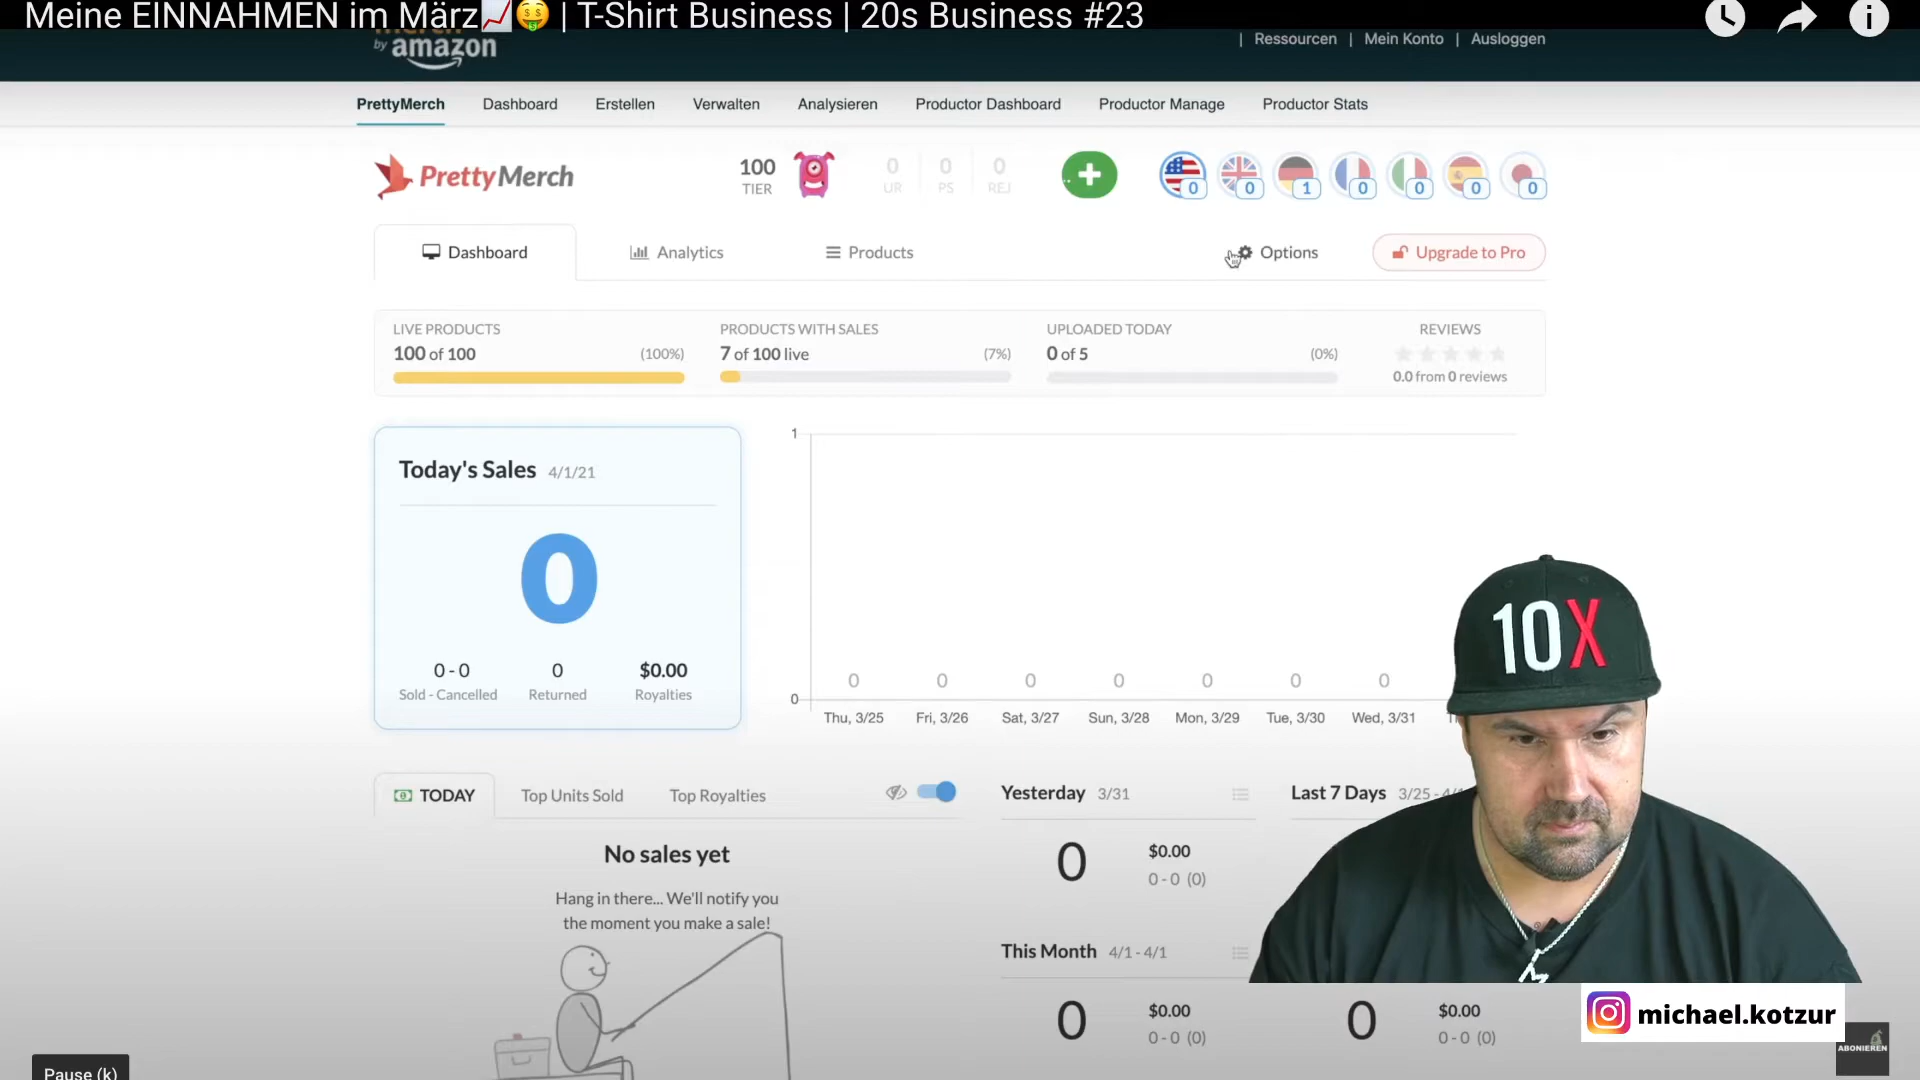 Meine EINNAHMEN im März📈🤑 | T-Shirt Business | 20s Business #23
by amazon
| Ressourcen | Mein Konto | Ausloggen
PrettyMerch Dashboard Erstellen Verwalten Analysieren Productor Dashboard Productor Manage Productor Stats
PrettyMerch
100
TIER
0 0 0
UR PS REJ
0 0 1 0 0 0 0
Dashboard Analytics Products Options Upgrade to Pro
LIVE PRODUCTS PRODUCTS WITH SALES UPLOADED TODAY REVIEWS
100 of 100 (100%) 7 of 100 live (7%) 0 of 5 (0%)
0.0 from 0 reviews
1
Today's Sales 4/1/21
0
0 - 0 0 $0.00
Sold - Cancelled Returned Royalties
0 0 0 0 0 0 0
0
Thu, 3/25 Fri, 3/26 Sat, 3/27 Sun, 3/28 Mon, 3/29 Tue, 3/30 Wed, 3/31
10X
TODAY Top Units Sold Top Royalties
Yesterday 3/31
Last 7 Days 3/25 - 4/
No sales yet
Hang in there... We'll notify you
the moment you make a sale!
0 $0.00
0 - 0 (0)
This Month 4/1 - 4/1
0 $0.00
0 - 0 (0)
0 $0.00
0 - 0 (0)
michael.kotzur
ABONIEREN
Pause (k)